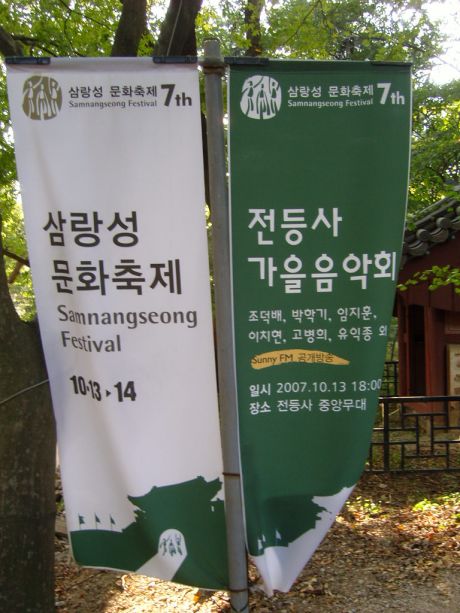 삼랑성 문화축제 7th
Samnangseong Festival
삼랑성
문화축제
Samnangseong
Festival
10·13 ▸ 14
삼랑성 문화축제 7th
Samnangseong Festival
전등사
가을음악회
조덕배, 박학기, 임지훈,
이치현, 고병희, 유익종 외
Sunny FM 공개방송
일시 2007.10.13 18:00
장소 전등사 중앙무대